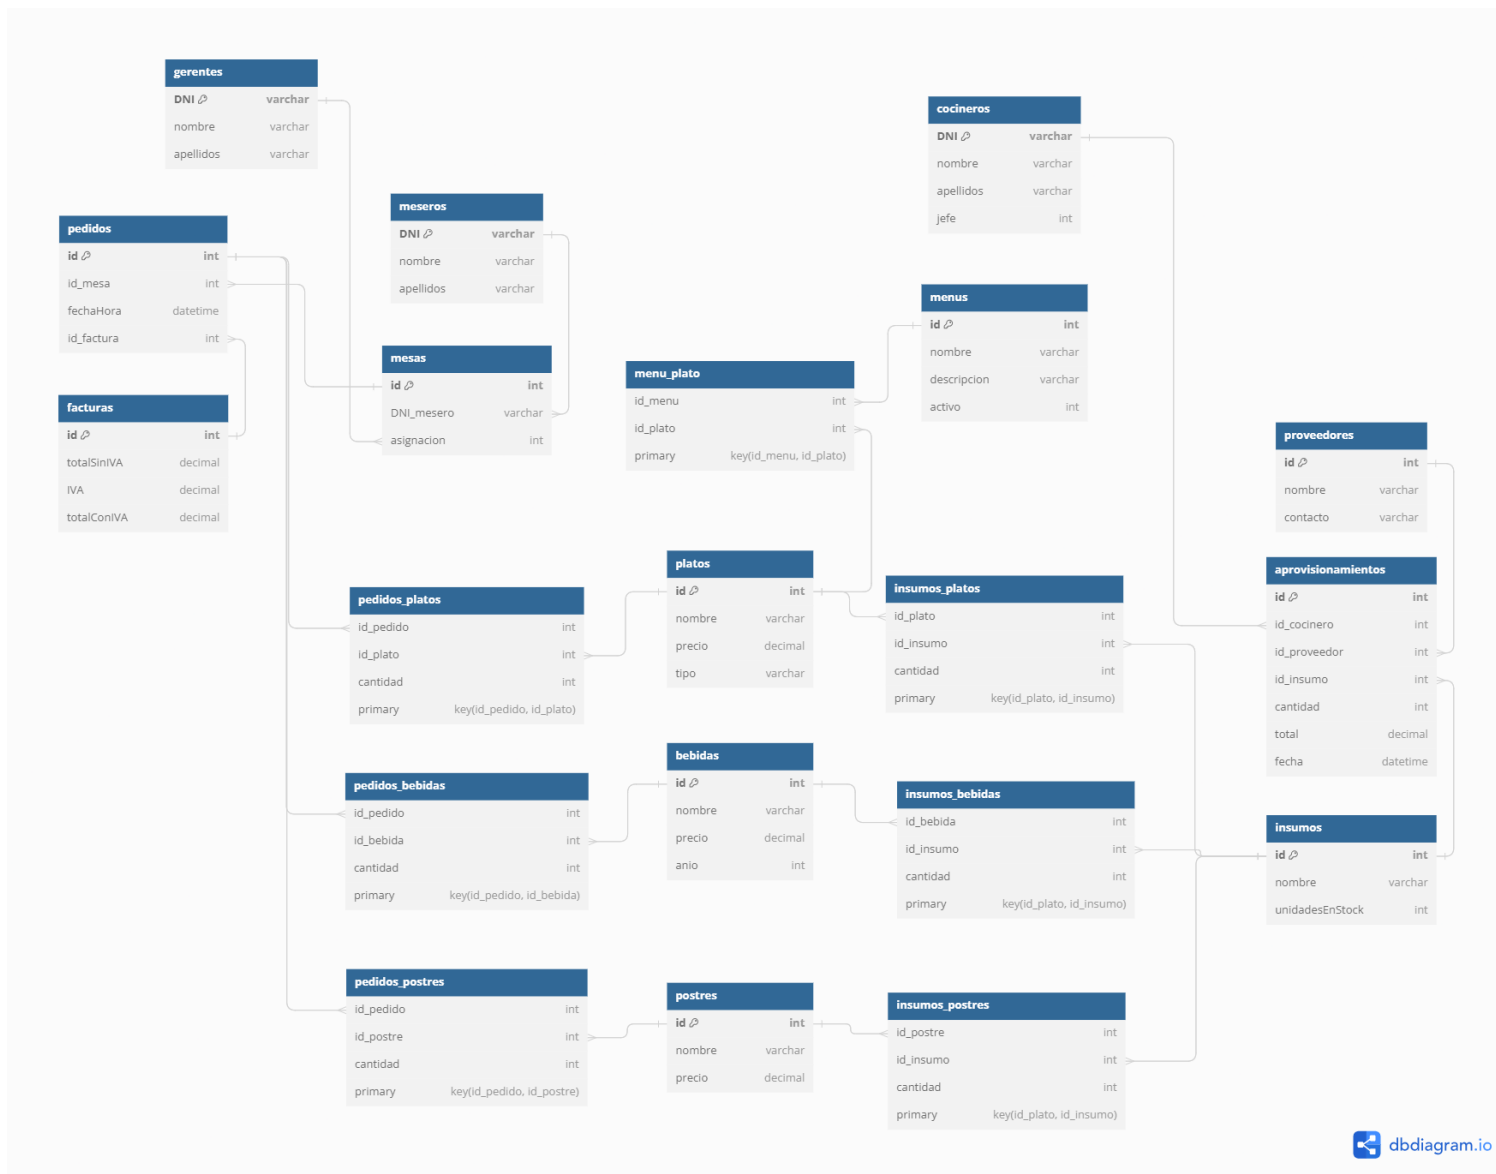 gerentes
DNI varchar
nombre varchar
apellidos varchar
cocineros
DNI varchar
nombre varchar
apellidos varchar
jefe int
meseros
DNI varchar
nombre varchar
apellidos varchar
pedidos
id int
id_mesa int
fechaHora datetime
id_factura int
menus
id int
nombre varchar
descripcion varchar
activo int
mesas
id int
DNI_mesero varchar
asignacion int
menu_plato
id_menu int
id_plato int
primary key(id_menu, id_plato)
facturas
id int
totalSinIVA decimal
IVA decimal
totalConIVA decimal
proveedores
id int
nombre varchar
contacto varchar
platos
id int
nombre varchar
precio decimal
tipo varchar
aprovisionamientos
id int
id_cocinero int
id_proveedor int
id_insumo int
cantidad int
total decimal
fecha datetime
insumos_platos
id_plato int
id_insumo int
cantidad int
primary key(id_plato, id_insumo)
pedidos_platos
id_pedido int
id_plato int
cantidad int
primary key(id_pedido, id_plato)
bebidas
id int
nombre varchar
precio decimal
anio int
pedidos_bebidas
id_pedido int
id_bebida int
cantidad int
primary key(id_pedido, id_bebida)
insumos_bebidas
id_bebida int
id_insumo int
cantidad int
primary key(id_plato, id_insumo)
insumos
id int
nombre varchar
unidadesEnStock int
pedidos_postres
id_pedido int
id_postre int
cantidad int
primary key(id_pedido, id_postre)
postres
id int
nombre varchar
precio decimal
insumos_postres
id_postre int
id_insumo int
cantidad int
primary key(id_plato, id_insumo)
dbdiagram.io